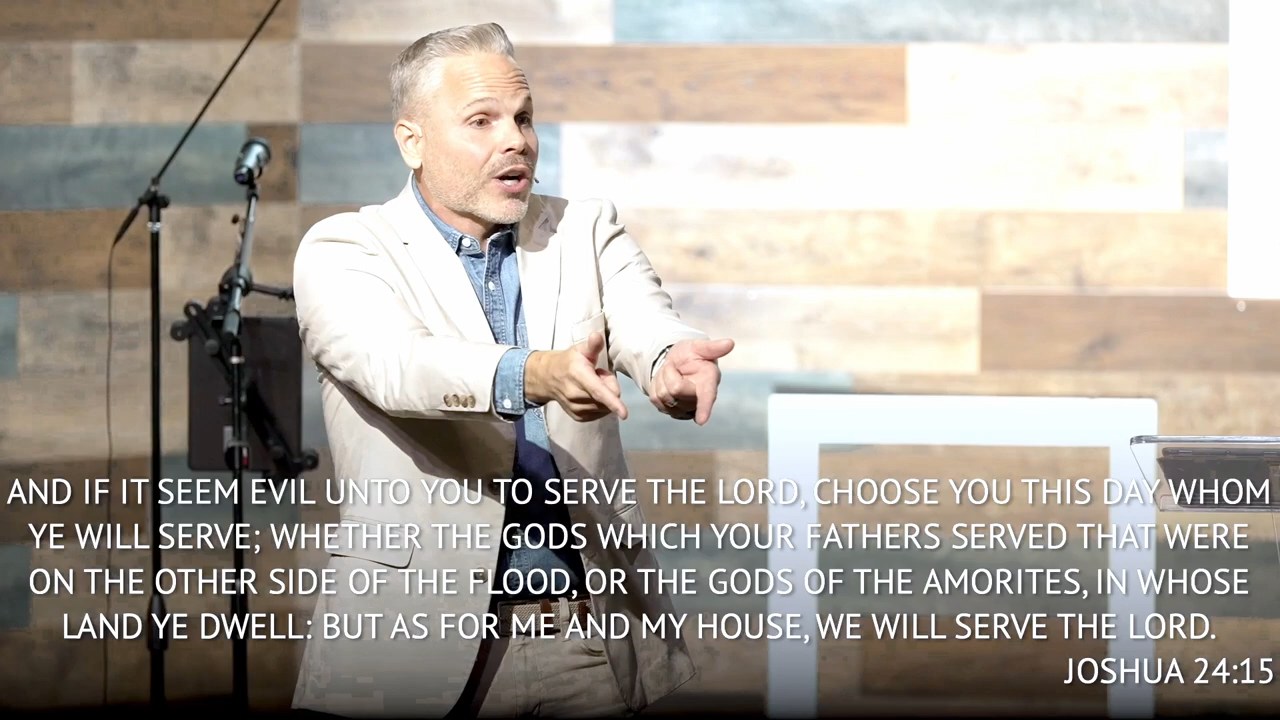 AND IF IT SEEM EVIL UNTO YOU TO SERVE THE LORD, CHOOSE YOU THIS DAY WHOM
YE WILL SERVE; WHETHER THE GODS WHICH YOUR FATHERS SERVED THAT WERE
ON THE OTHER SIDE OF THE FLOOD, OR THE GODS OF THE AMORITES, IN WHOSE
LAND YE DWELL: BUT AS FOR ME AND MY HOUSE, WE WILL SERVE THE LORD.
JOSHUA 24:15